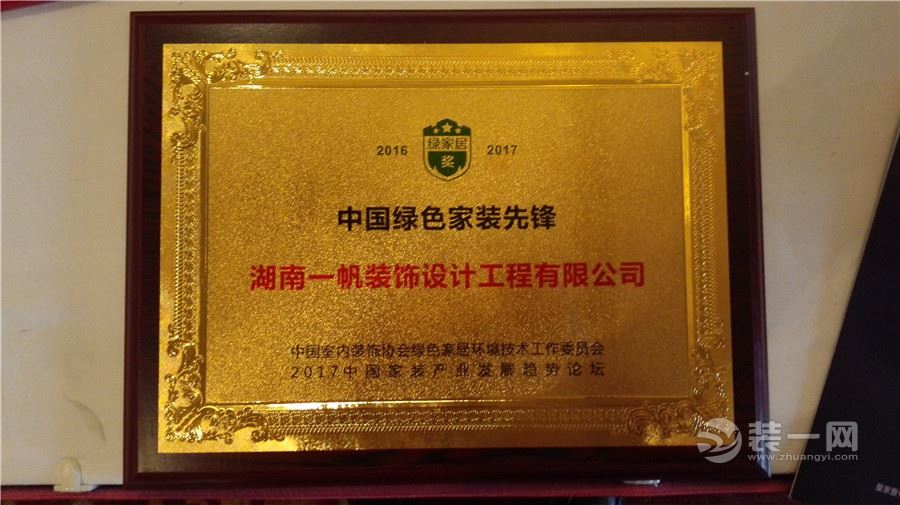 2016
绿家居
奖
2017
中国绿色家装先锋
湖南一帆装饰设计工程有限公司
中国室内装饰协会绿色家居环境技术工作委员会
2017中国家装产业发展趋势论坛
装一网
www.zhuangyi.com